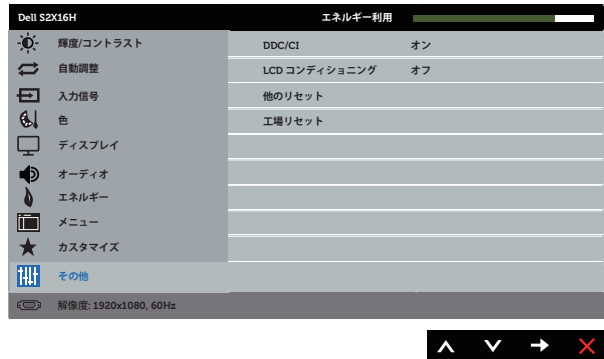 Dell S2X16H
エネルギー利用
輝度/コントラスト
自動調整
入力信号
色
ディスプレイ
オーディオ
エネルギー
メニュー
カスタマイズ
その他
DDC/CI オン
LCD コンディショニング オフ
他のリセット
工場リセット
解像度: 1920x1080, 60Hz